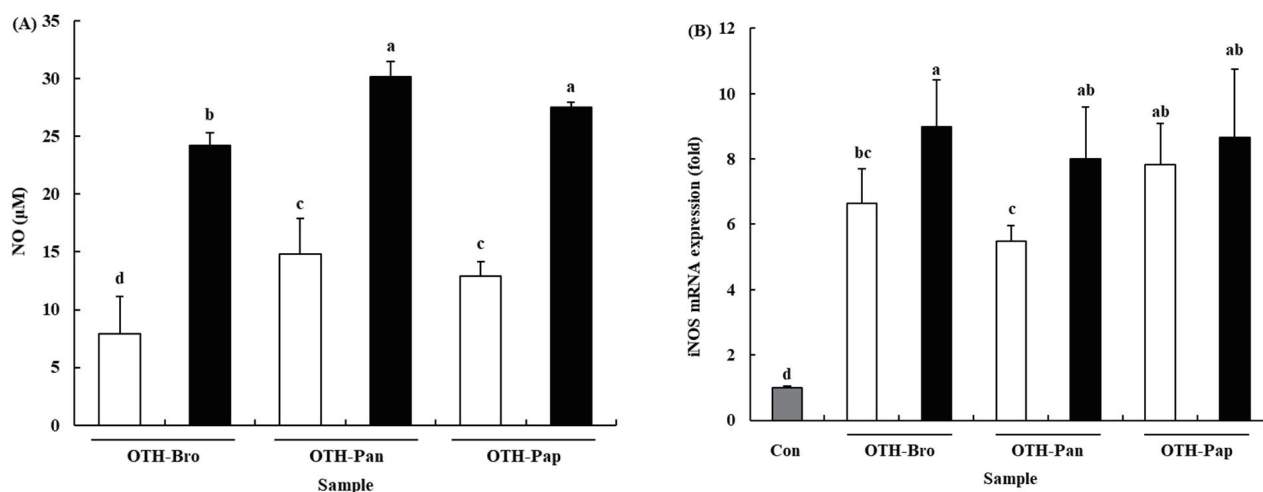 (A)
NO (μM)
35
30
25
20
15
10
5
0
d
b
c
a
c
a
OTH-Bro OTH-Pan OTH-Pap
Sample
(B)
iNOS mRNA expression (fold)
12
10
8
6
4
2
0
d
bc
a
c
ab
ab
ab
Con OTH-Bro OTH-Pan OTH-Pap
Sample